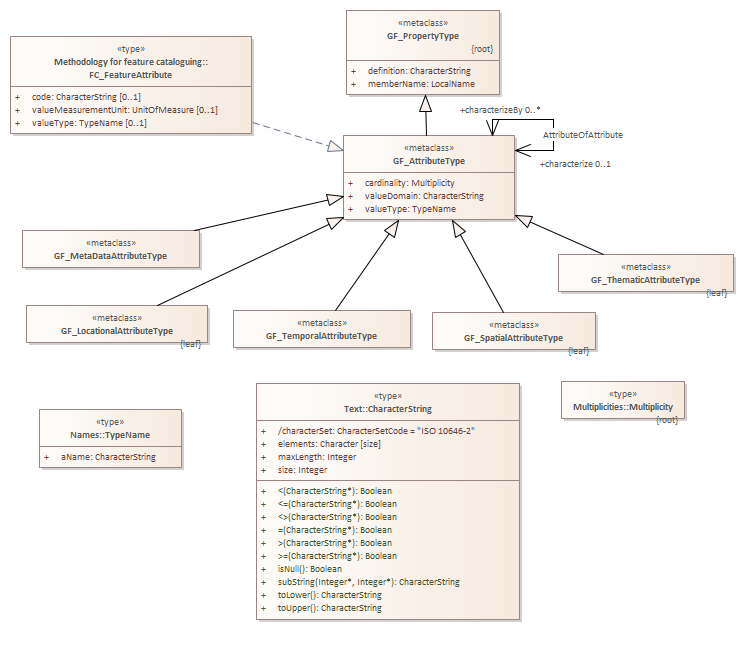 «metaclass»
GF_PropertyType
{root}
+ definition: CharacterString
+ memberName: LocalName
«type»
Methodology for feature cataloguing::
FC_FeatureAttribute
+ code: CharacterString [0..1]
+ valueMeasurementUnit: UnitOfMeasure [0..1]
+ valueType: TypeName [0..1]
+characterizeBy 0..*
AttributeOfAttribute
+characterize 0..1
«metaclass»
GF_AttributeType
+ cardinality: Multiplicity
+ valueDomain: CharacterString
+ valueType: TypeName
«metaclass»
GF_MetaDataAttributeType
«metaclass»
GF_ThematicAttributeType
{leaf}
«metaclass»
GF_LocationalAttributeType
{leaf}
«metaclass»
GF_TemporalAttributeType
«metaclass»
GF_SpatialAttributeType
{leaf}
«type»
Names::TypeName
+ aName: CharacterString
«type»
Text::CharacterString
+ /characterSet: CharacterSetCode = "ISO 10646-2"
+ elements: Character [size]
+ maxLength: Integer
+ size: Integer
+ <(CharacterString*): Boolean
+ <=(CharacterString*): Boolean
+ <>(CharacterString*): Boolean
+ =(CharacterString*): Boolean
+ >(CharacterString*): Boolean
+ >=(CharacterString*): Boolean
+ isNull(): Boolean
+ subString(Integer*, Integer*): CharacterString
+ toLower(): CharacterString
+ toUpper(): CharacterString
«type»
Multiplicities::Multiplicity
{root}